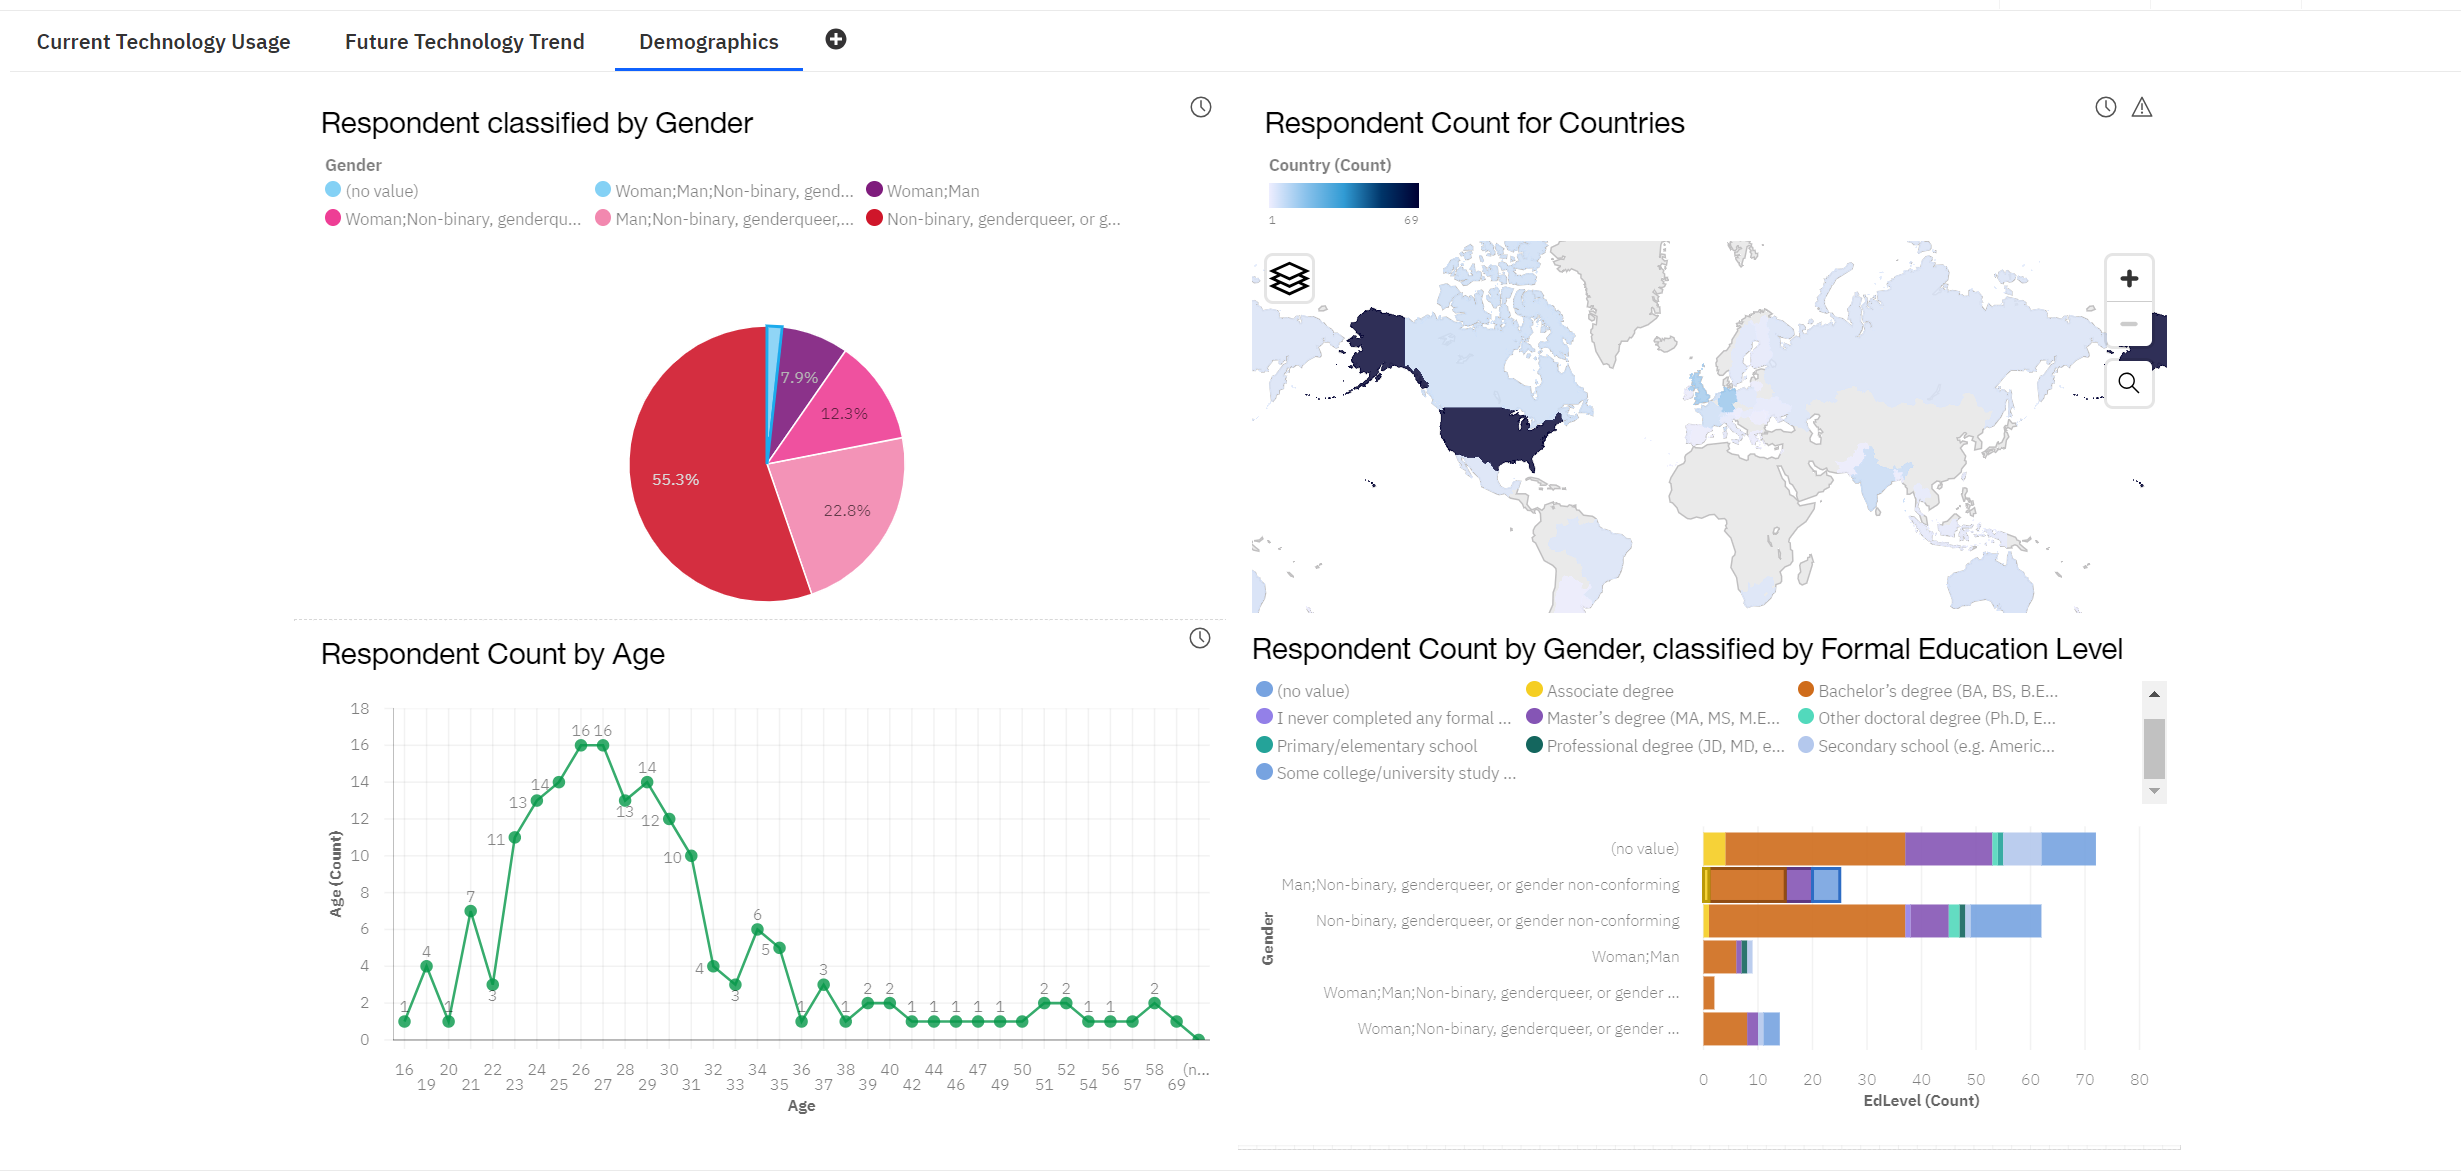 Current Technology Usage Future Technology Trend Demographics
Respondent classified by Gender
Gender
(no value) Woman;Man;Non-binary, gend... Woman;Man
Woman;Non-binary, genderqu... Man;Non-binary, genderqueer,... Non-binary, genderqueer, or g...
7.9%
12.3%
55.3%
22.8%
Respondent Count for Countries
Country (Count)
1 69
Respondent Count by Age
Age (Count)
18
16
14
12
10
8
6
4
2
0
1 4 1 7 3 11 13 14 16 16 13 14 12 10 4 3 6 5 1 3 1 2 2 1 1 1 1 1 2 2 1 1 2
16 20 22 24 26 28 30 32 34 36 38 40 44 47 50 52 56 58 (n...
19 21 23 25 27 29 31 33 35 37 39 42 46 49 51 54 57 69
Age
Respondent Count by Gender, classified by Formal Education Level
(no value) Associate degree Bachelor’s degree (BA, BS, B.E...
I never completed any formal ... Master’s degree (MA, MS, M.E... Other doctoral degree (Ph.D, E...
Primary/elementary school Professional degree (JD, MD, e... Secondary school (e.g. Americ...
Some college/university study ...
Gender
(no value)
Man;Non-binary, genderqueer, or gender non-conforming
Non-binary, genderqueer, or gender non-conforming
Woman;Man
Woman;Man;Non-binary, genderqueer, or gender ...
Woman;Non-binary, genderqueer, or gender ...
0 10 20 30 40 50 60 70 80
EdLevel (Count)